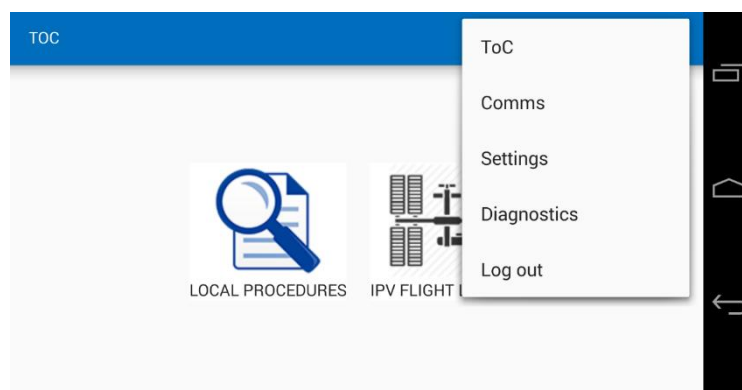 TOC
ToC
Comms
Settings
Diagnostics
Log out
LOCAL PROCEDURES
IPV FLIGHT